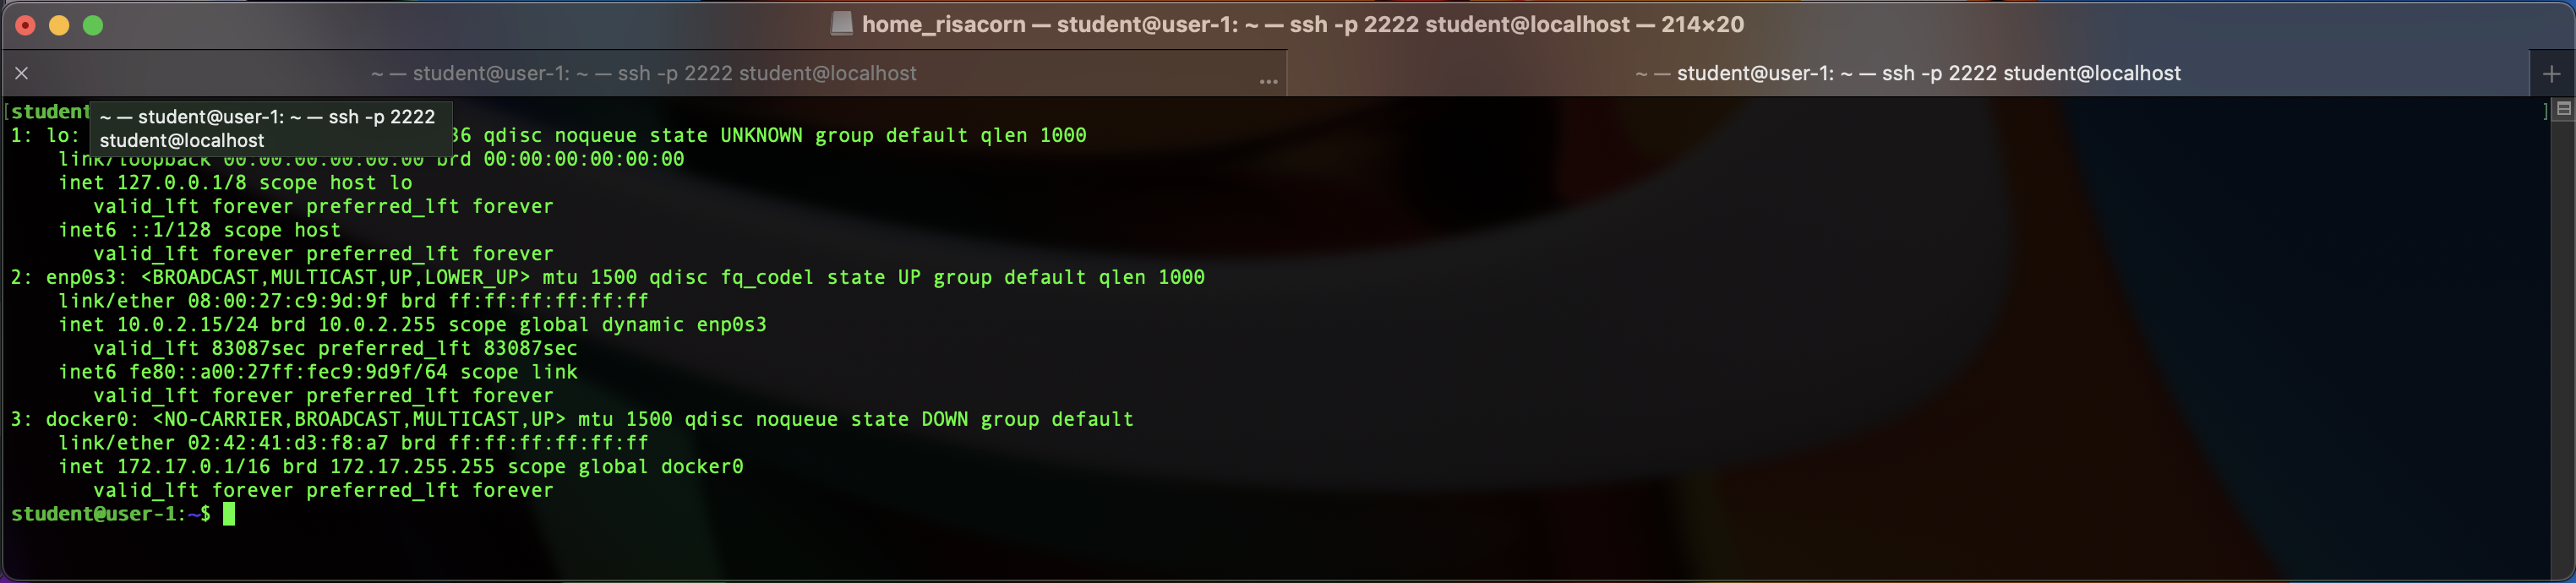 home_risacorn — student@user-1: ~ — ssh -p 2222 student@localhost — 214×20
~ — student@user-1: ~ — ssh -p 2222 student@localhost ... ~ — student@user-1: ~ — ssh -p 2222 student@localhost
[student ]
~ — student@user-1: ~ — ssh -p 2222
student@localhost
1: lo: 36 qdisc noqueue state UNKNOWN group default qlen 1000
link/loopback 00:00:00:00:00:00 brd 00:00:00:00:00:00
inet 127.0.0.1/8 scope host lo
valid_lft forever preferred_lft forever
inet6 ::1/128 scope host
valid_lft forever preferred_lft forever
2: enp0s3: <BROADCAST,MULTICAST,UP,LOWER_UP> mtu 1500 qdisc fq_codel state UP group default qlen 1000
link/ether 08:00:27:c9:9d:9f brd ff:ff:ff:ff:ff:ff
inet 10.0.2.15/24 brd 10.0.2.255 scope global dynamic enp0s3
valid_lft 83087sec preferred_lft 83087sec
inet6 fe80::a00:27ff:fec9:9d9f/64 scope link
valid_lft forever preferred_lft forever
3: docker0: <NO-CARRIER,BROADCAST,MULTICAST,UP> mtu 1500 qdisc noqueue state DOWN group default
link/ether 02:42:41:d3:f8:a7 brd ff:ff:ff:ff:ff:ff
inet 172.17.0.1/16 brd 172.17.255.255 scope global docker0
valid_lft forever preferred_lft forever
student@user-1:~$